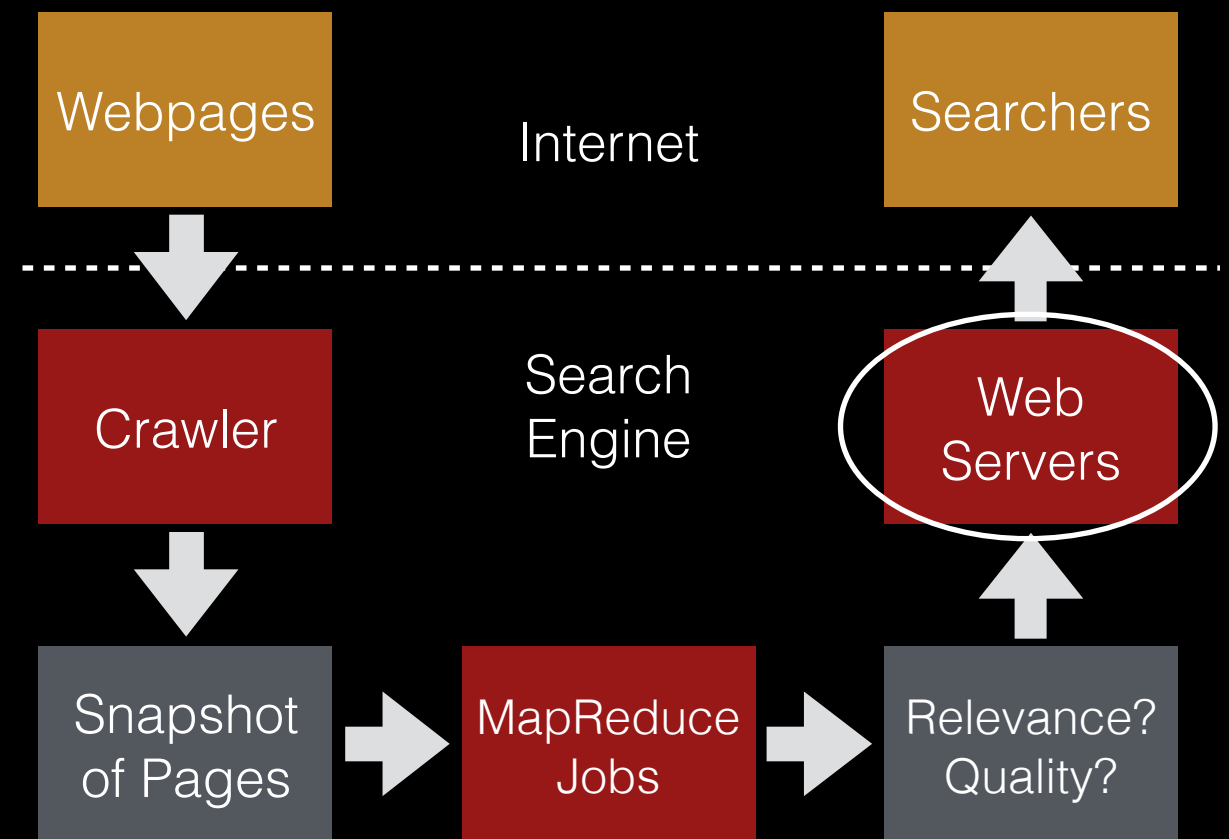 Webpages
Internet
Searchers
Crawler
Search
Engine
Web
Servers
Snapshot
of Pages
MapReduce
Jobs
Relevance?
Quality?